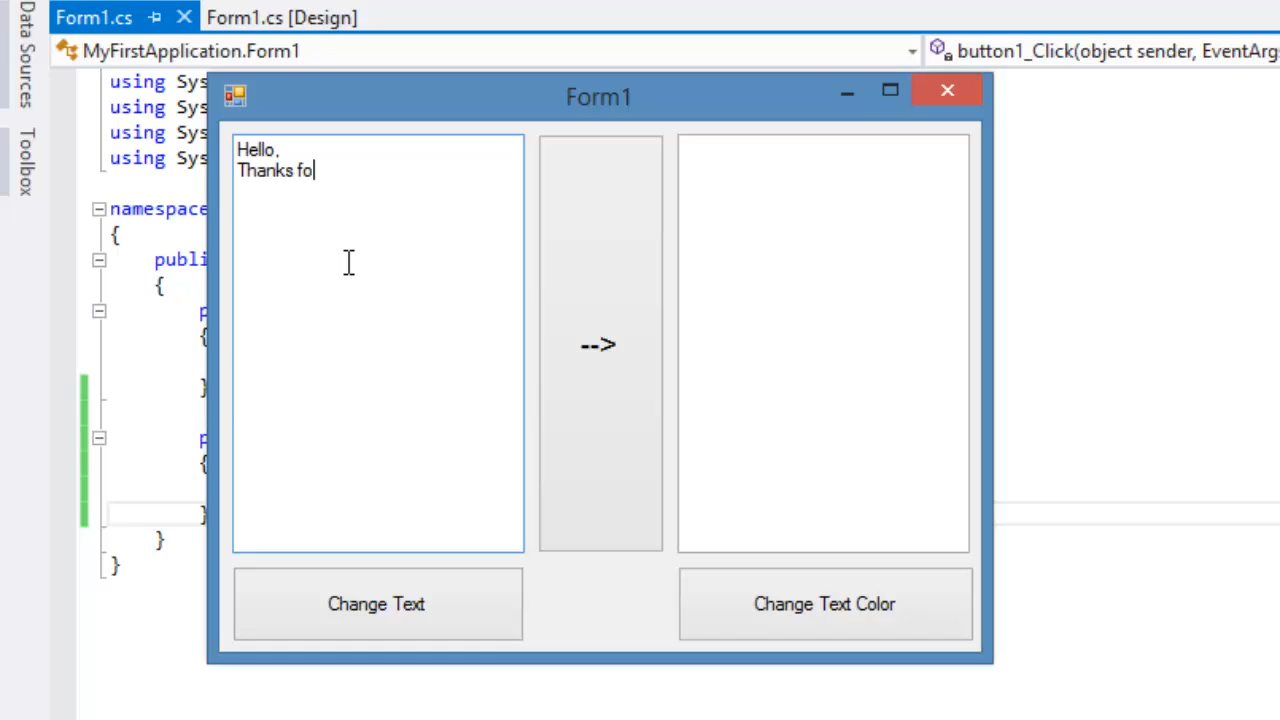 Form1.cs
Form1.cs [Design]
Data Sources
Toolbox
MyFirstApplication.Form1
button1_Click(object sender, EventArgs
using Sys
using Sys
using Sys
using Sys
namespace
{
publi
{
p
{
}
p
{
}
}
}
Form1
Hello,
Thanks fo
-->
Change Text
Change Text Color